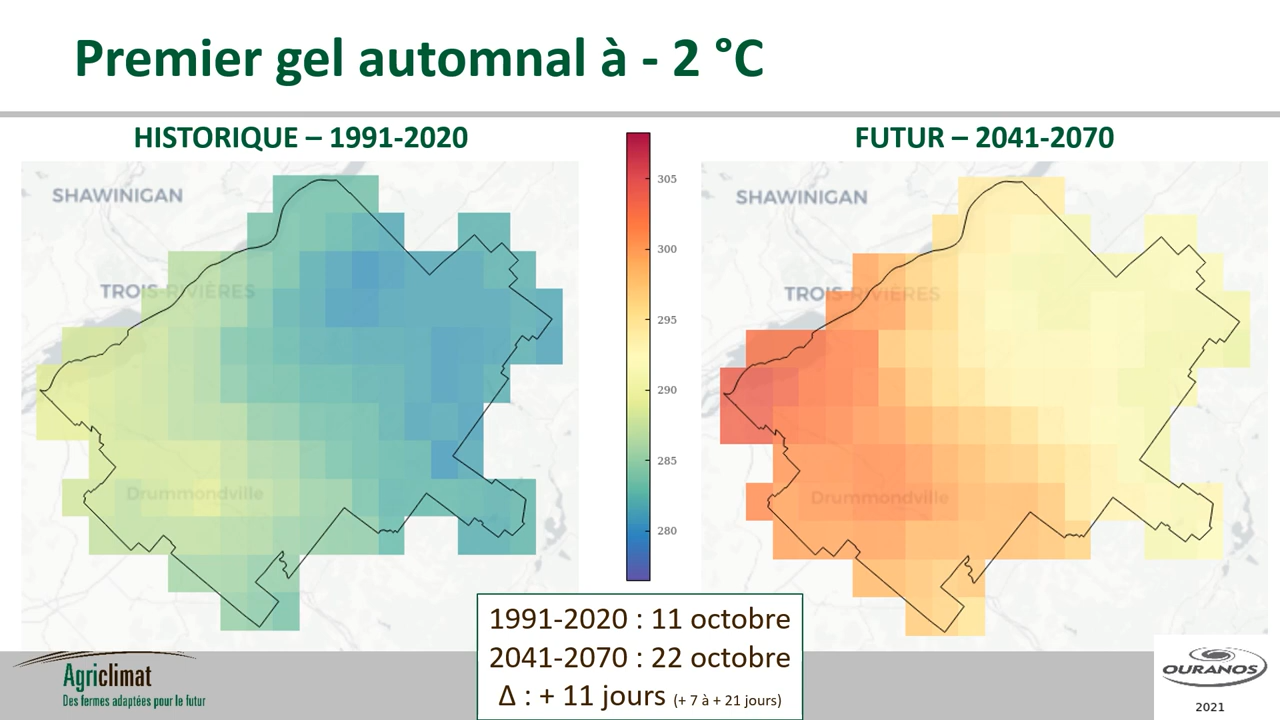 Premier gel automnal à - 2 °C
HISTORIQUE – 1991-2020
FUTUR – 2041-2070
SHAWINIGAN
TROIS-RIVIÈRES
Drummondville
305
300
295
290
285
280
SHAWINIGAN
TROIS-RIVIÈRES
Drummondville
1991-2020 : 11 octobre
2041-2070 : 22 octobre
Δ : + 11 jours (+ 7 à + 21 jours)
Agriclimat
Des fermes adaptées pour le futur
OURANOS
2021